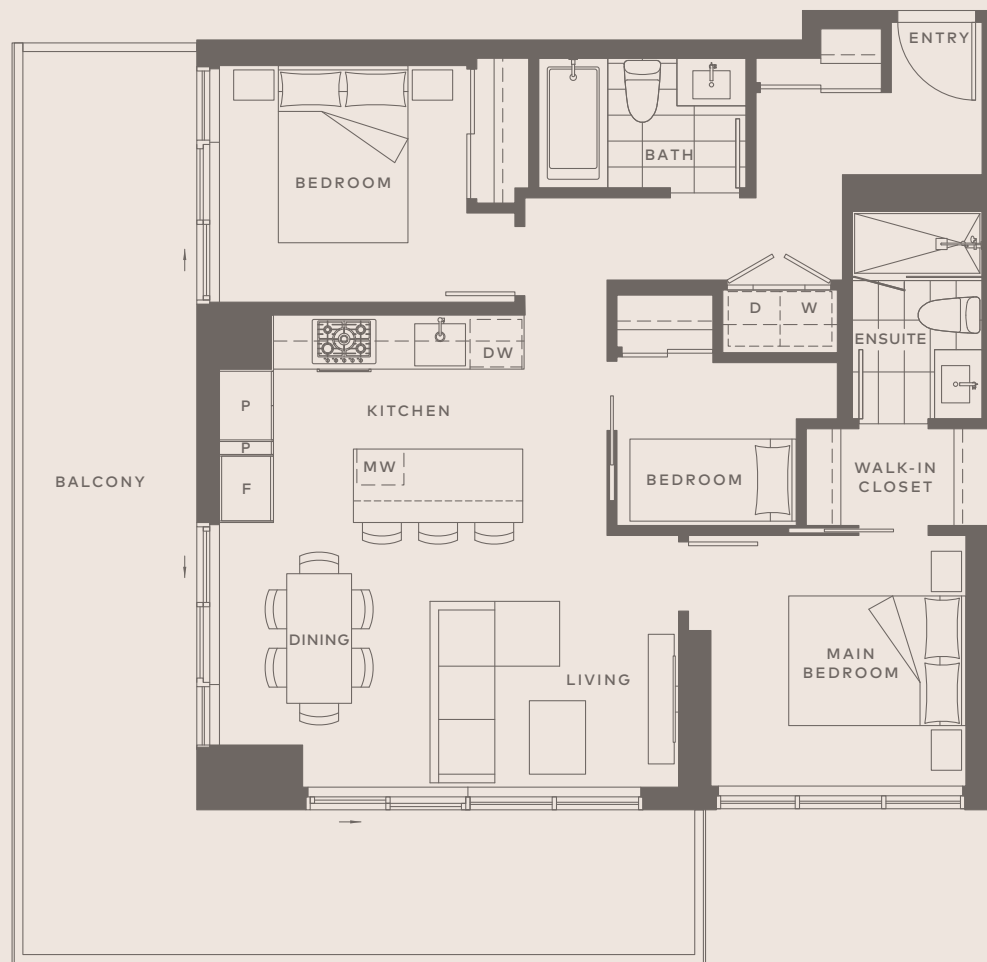 ENTRY
BATH
BEDROOM
D
W
ENSUITE
DW
KITCHEN
P
P
F
MW
BALCONY
BEDROOM
WALK-IN
CLOSET
DINING
LIVING
MAIN
BEDROOM